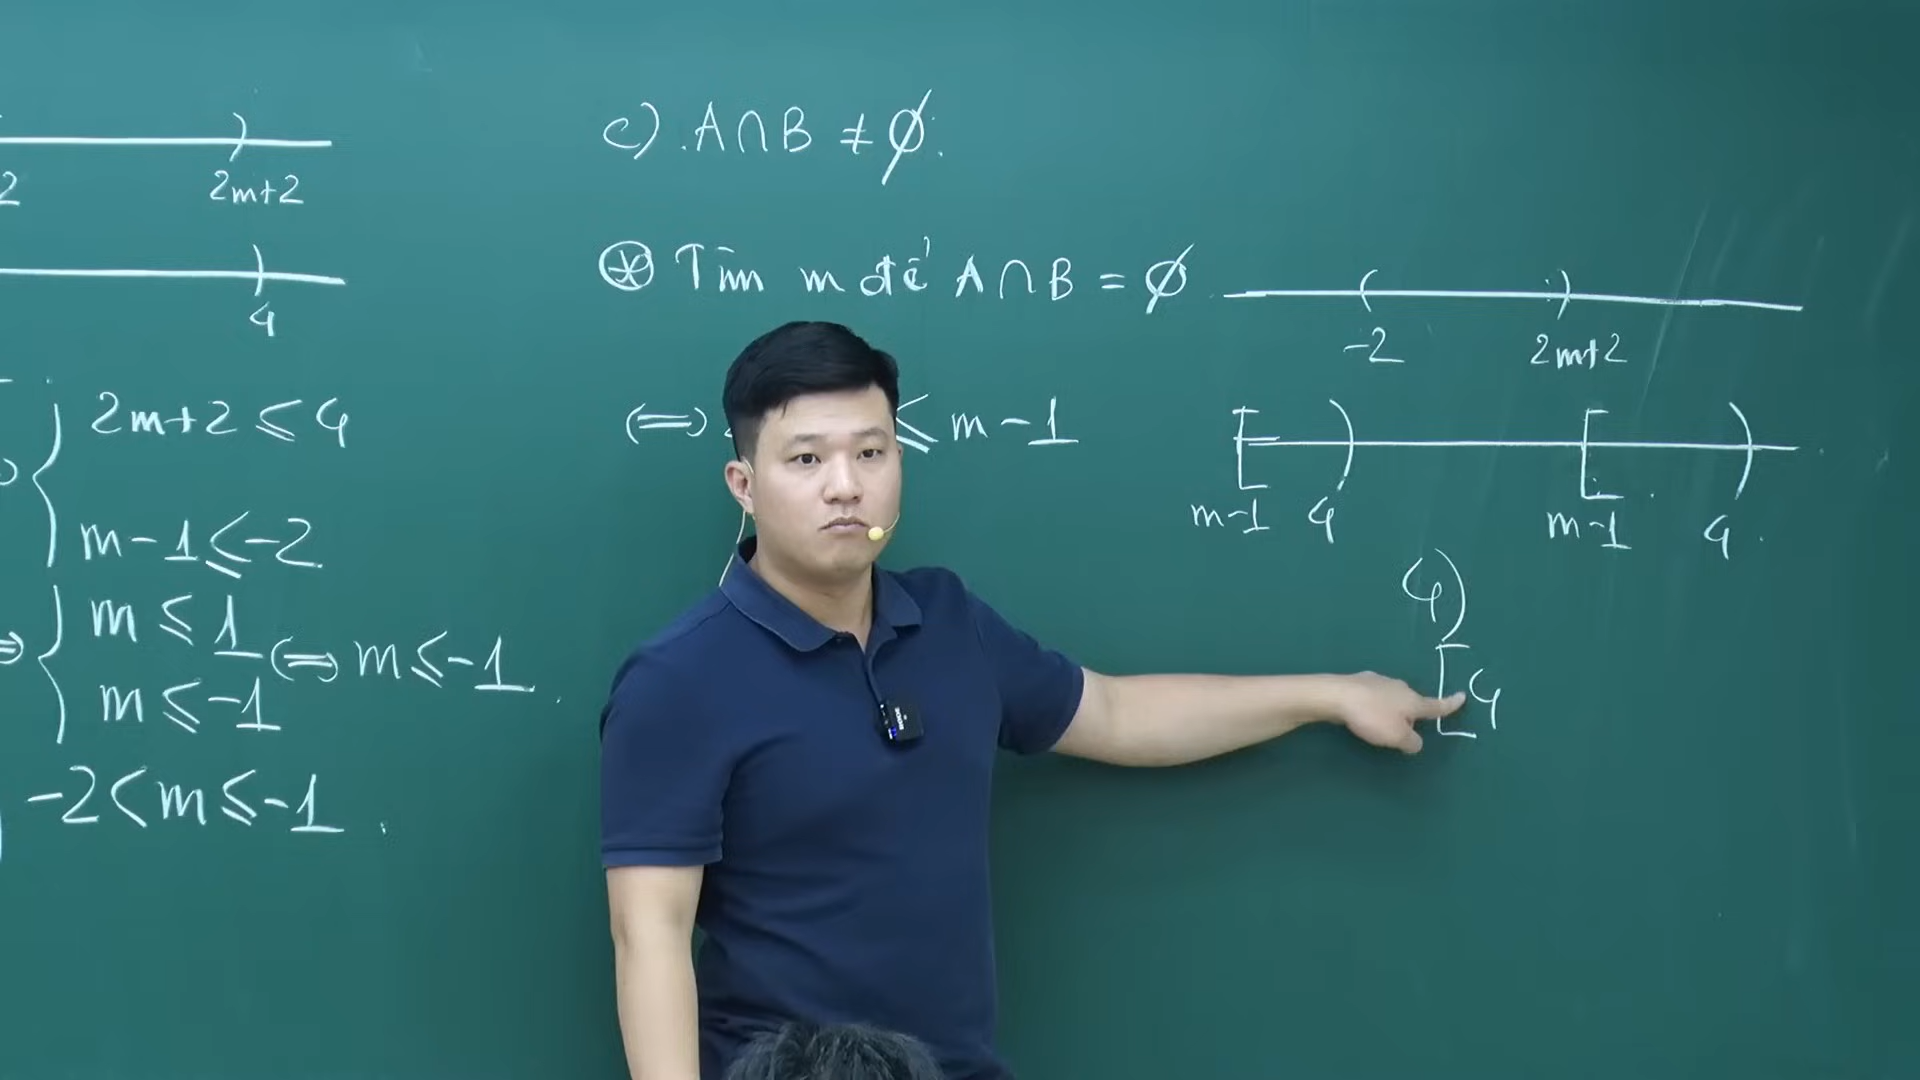 2
2m+2
4
2m+2 ≤ 4
m-1 ≤ -2
m ≤ 1
m ≤ -1
⇔ m ≤ -1.
-2 < m ≤ -1.
c) A∩B ≠ ∅.
⊛ Tìm m để A∩B = ∅
⇔
≤ m-1
( )
-2 2m+2
[ ) [ )
m-1 4 m-1 4.
4)
[4